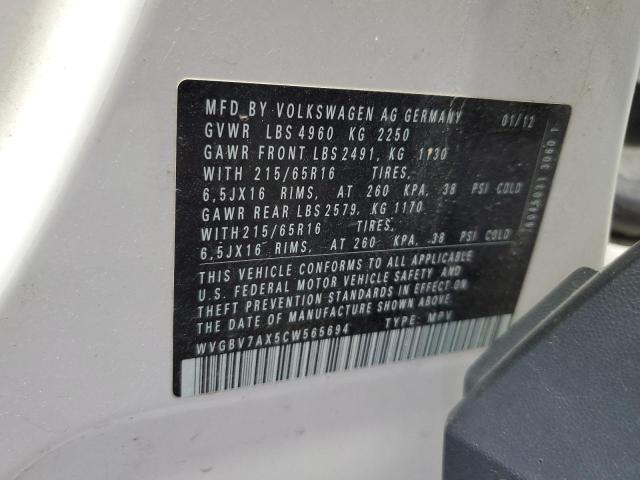 MFD BY VOLKSWAGEN AG GERMANY 01/12
GVWR LBS 4960 KG 2250
GAWR FRONT LBS 2491, KG 1130
WITH 215/65R16 TIRES,
6,5JX16 RIMS, AT 260 KPA, 38 PSI COLD
GAWR REAR LBS 2579, KG 1170
WITH 215/65R16 TIRES,
6,5JX16 RIMS, AT 260 KPA, 38 PSI COLD
THIS VEHICLE CONFORMS TO ALL APPLICABLE
U.S. FEDERAL MOTOR VEHICLE SAFETY AND
THEFT PREVENTION STANDARDS IN EFFECT ON
THE DATE OF MANUFACTURE SHOWN ABOVE.
WVGBV7AX5CW565694 TYPE: MPV
3060 1